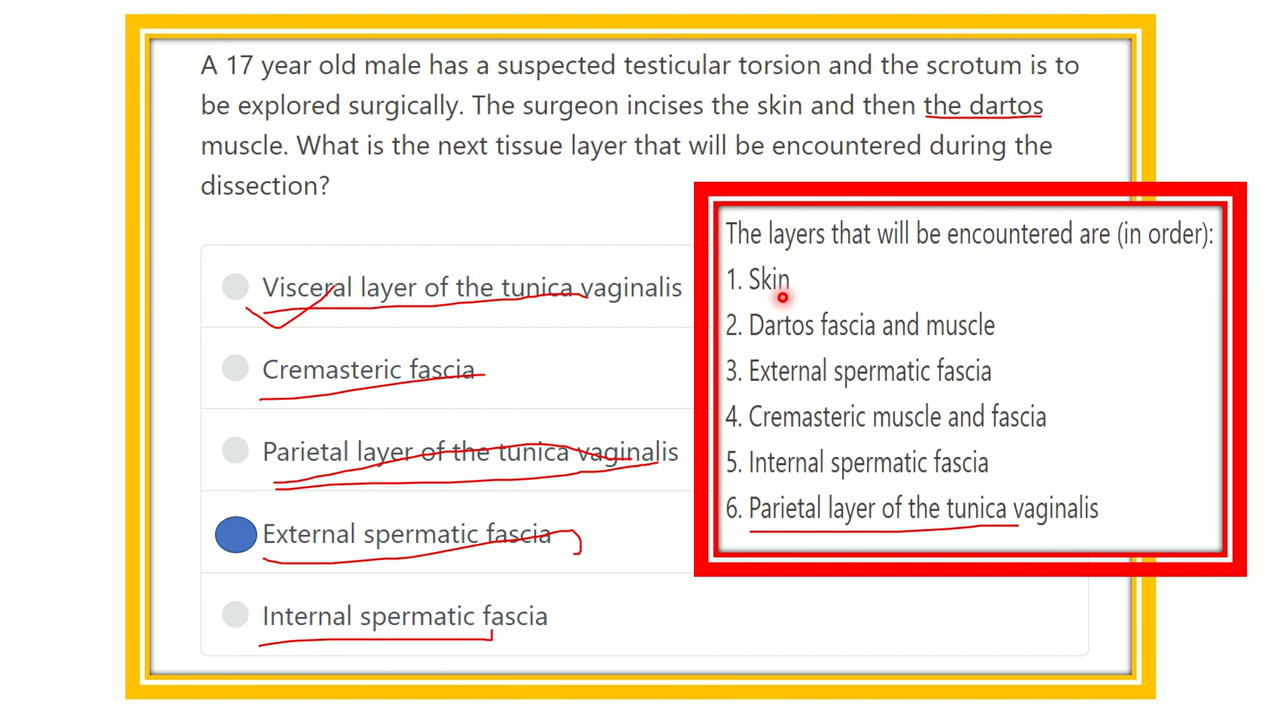 A 17 year old male has a suspected testicular torsion and the scrotum is to
be explored surgically. The surgeon incises the skin and then the dartos
muscle. What is the next tissue layer that will be encountered during the
dissection?
Visceral layer of the tunica vaginalis
Cremasteric fascia
Parietal layer of the tunica vaginalis
External spermatic fascia
Internal spermatic fascia
The layers that will be encountered are (in order):
1. Skin
2. Dartos fascia and muscle
3. External spermatic fascia
4. Cremasteric muscle and fascia
5. Internal spermatic fascia
6. Parietal layer of the tunica vaginalis